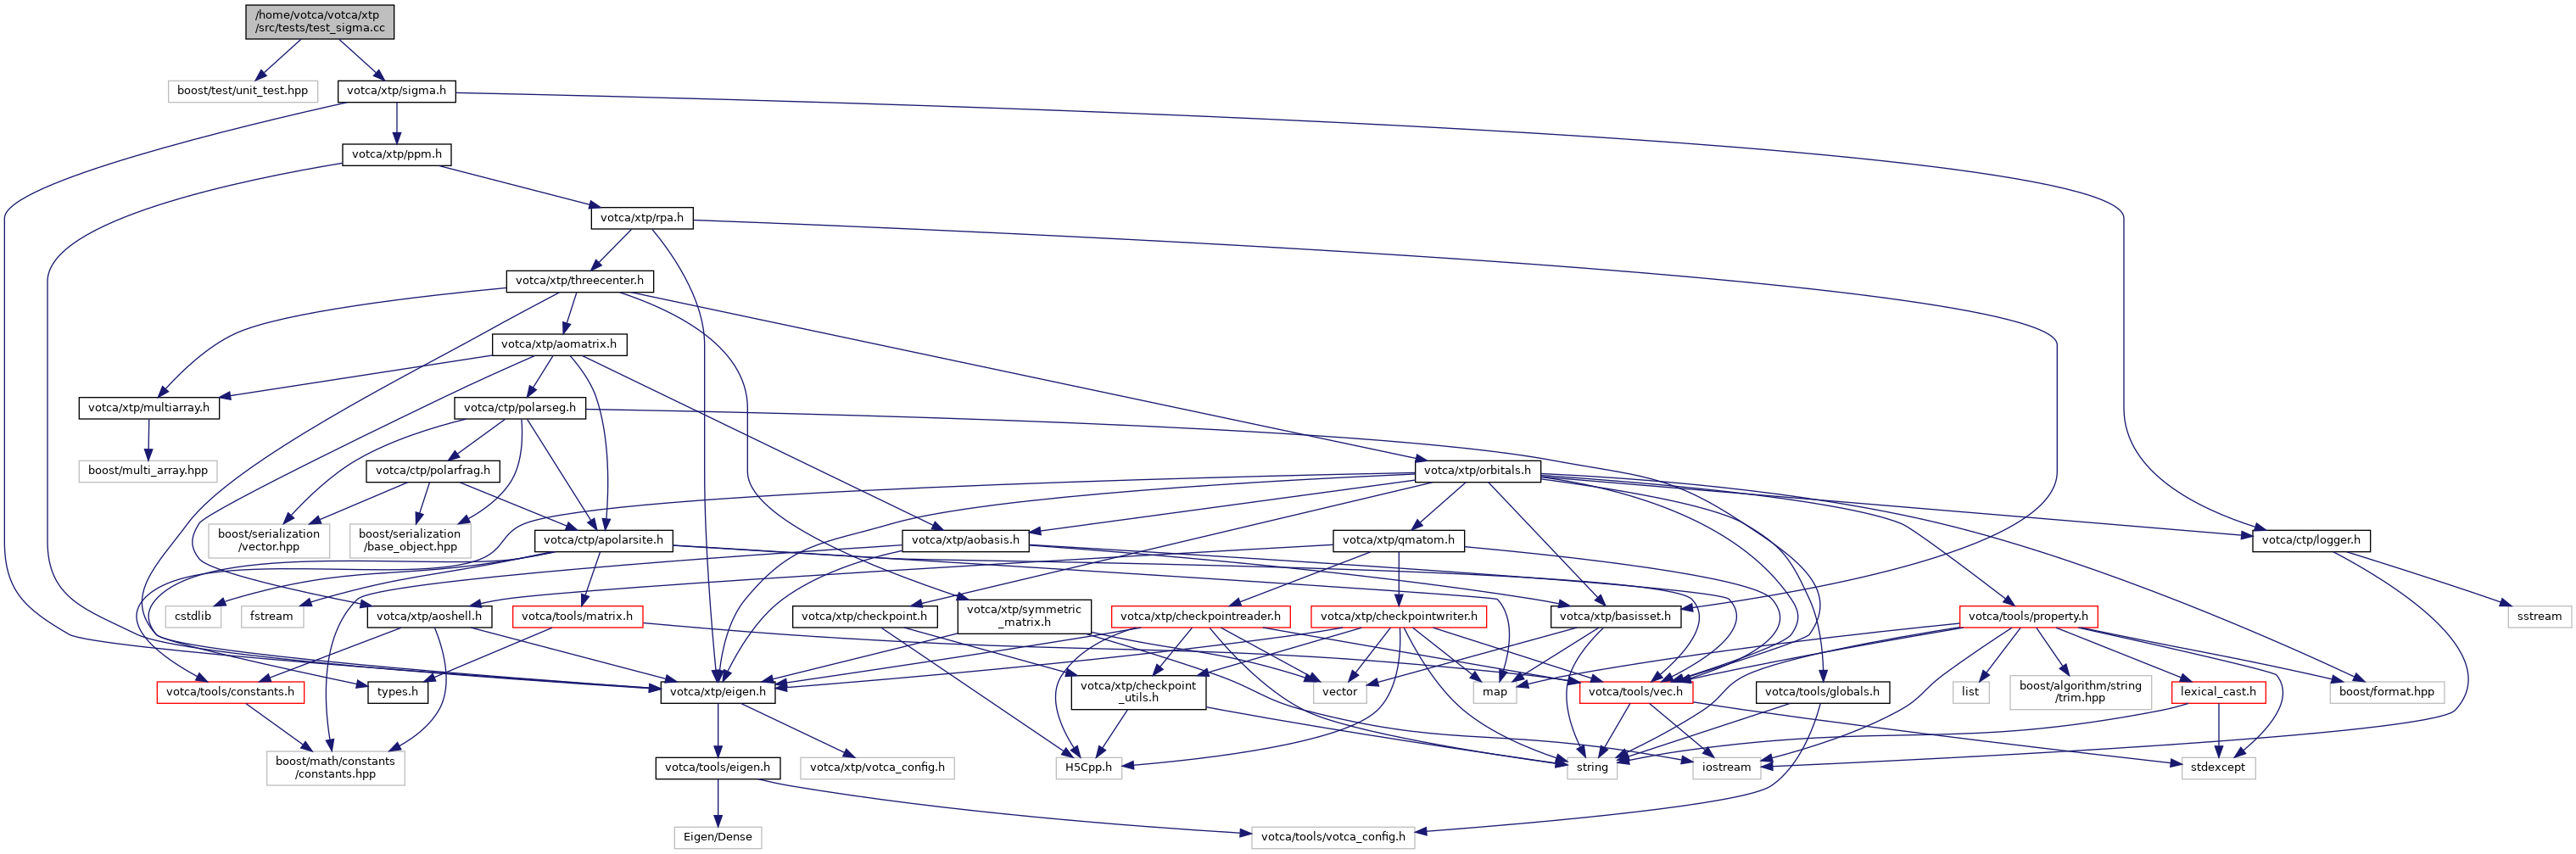 /home/votca/votca/xtp
/src/tests/test_sigma.cc
boost/test/unit_test.hpp
votca/xtp/sigma.h
votca/xtp/ppm.h
votca/xtp/rpa.h
votca/xtp/threecenter.h
votca/xtp/aomatrix.h
votca/xtp/multiarray.h
votca/ctp/polarseg.h
boost/multi_array.hpp
votca/ctp/polarfrag.h
votca/xtp/orbitals.h
boost/serialization
/vector.hpp
boost/serialization
/base_object.hpp
votca/ctp/apolarsite.h
votca/xtp/aobasis.h
votca/xtp/qmatom.h
votca/ctp/logger.h
cstdlib
fstream
votca/xtp/aoshell.h
votca/tools/matrix.h
votca/xtp/checkpoint.h
votca/xtp/symmetric
_matrix.h
votca/xtp/checkpointreader.h
votca/xtp/checkpointwriter.h
votca/xtp/basisset.h
votca/tools/property.h
sstream
votca/tools/constants.h
types.h
votca/xtp/eigen.h
votca/xtp/checkpoint
_utils.h
vector
map
votca/tools/vec.h
votca/tools/globals.h
list
boost/algorithm/string
/trim.hpp
lexical_cast.h
boost/format.hpp
boost/math/constants
/constants.hpp
votca/tools/eigen.h
votca/xtp/votca_config.h
H5Cpp.h
string
iostream
stdexcept
Eigen/Dense
votca/tools/votca_config.h